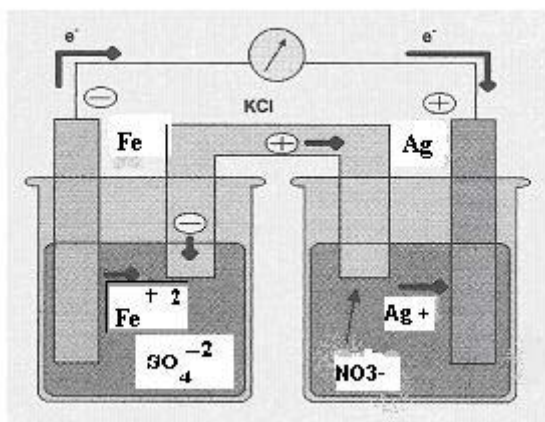 e- e-
− +
KCl
Fe + Ag
−
+ 2
Fe Ag +
SO4 −2 NO3-